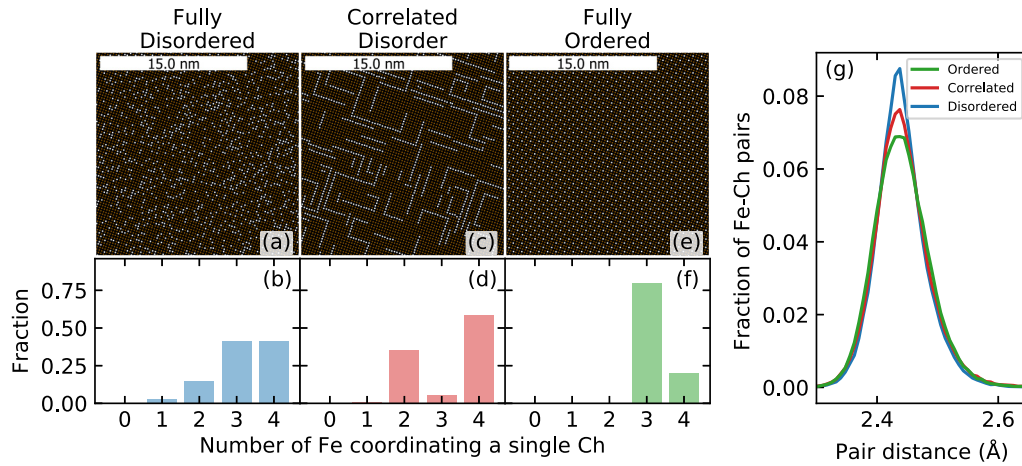 Fully
Disordered
Correlated
Disorder
Fully
Ordered
15.0 nm
15.0 nm
15.0 nm
(a)
(c)
(e)
(b)
(d)
(f)
Fraction
0.75
0.50
0.25
0.00
0 1 2 3 4
0 1 2 3 4
0 1 2 3 4
Number of Fe coordinating a single Ch
(g)
Ordered
Correlated
Disordered
Fraction of Fe-Ch pairs
0.08
0.06
0.04
0.02
0.00
2.4 2.6
Pair distance (Å)